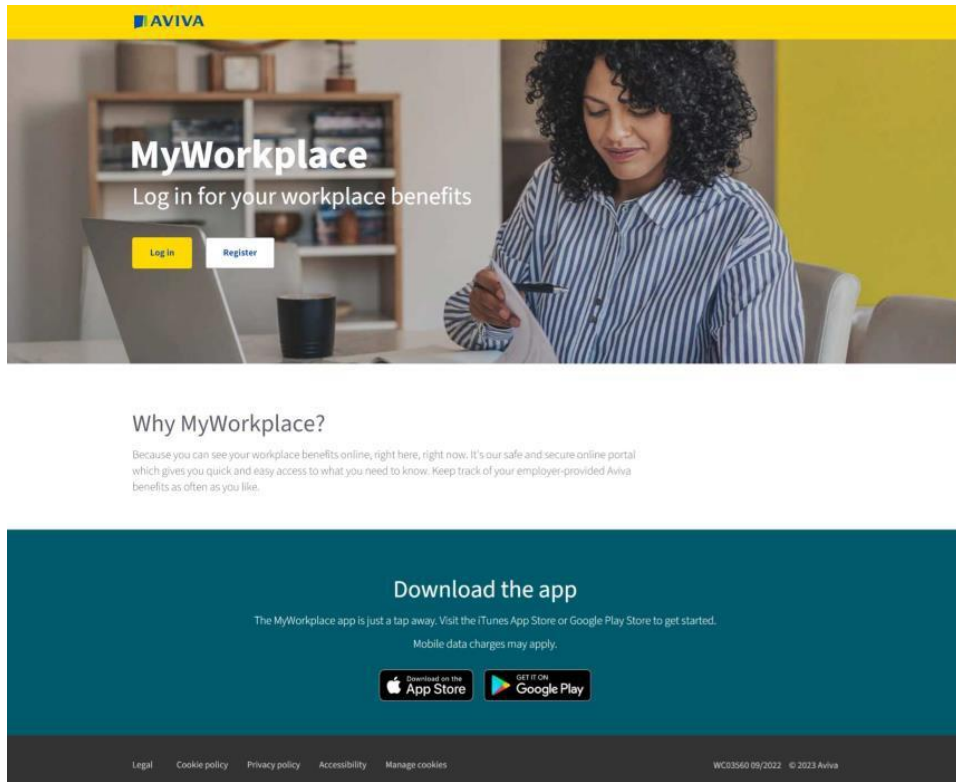 AVIVA
MyWorkplace
Log in for your workplace benefits
Log in
Register
Why MyWorkplace?
Because you can see your workplace benefits online, right here, right now. It's our safe and secure online portal
which gives you quick and easy access to what you need to know. Keep track of your employer-provided Aviva
benefits as often as you like.
Download the app
The MyWorkplace app is just a tap away. Visit the iTunes App Store or Google Play Store to get started.
Mobile data charges may apply.
Download on the
App Store
GET IT ON
Google Play
Legal Cookie policy Privacy policy Accessibility Manage cookies WC03560 09/2022 © 2023 Aviva